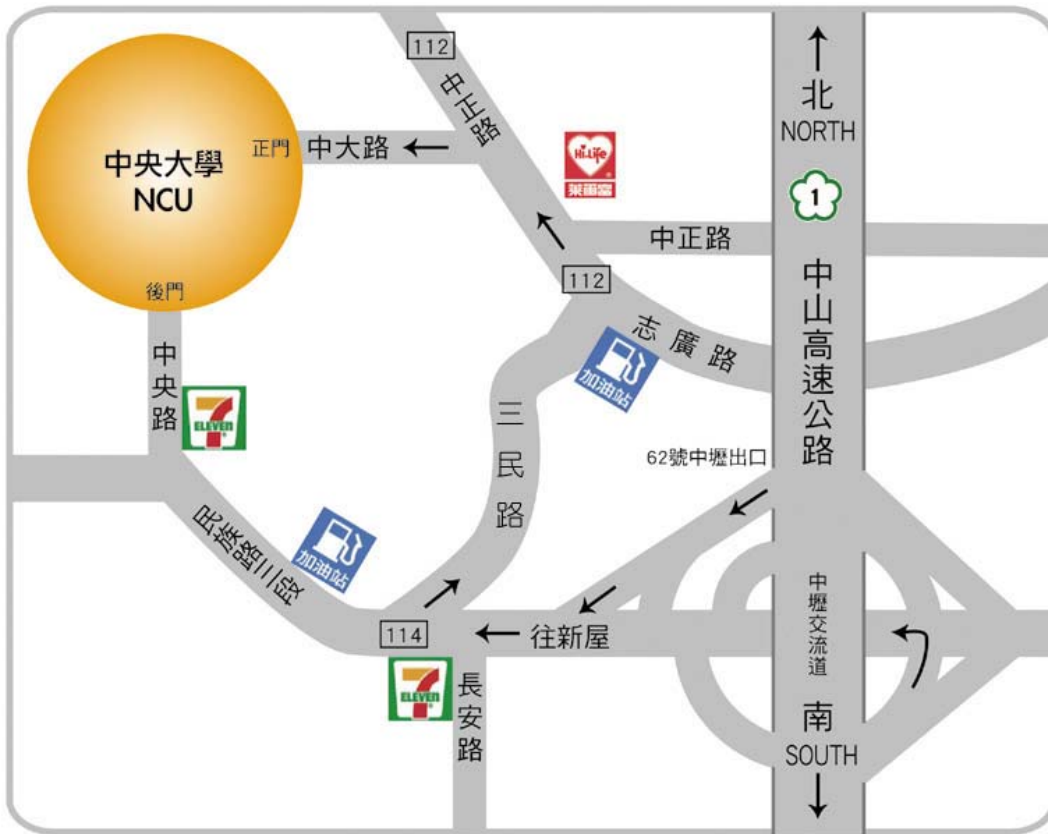 112
中正路
北
NORTH
正門
中大路
中央大學
NCU
Hi-Life
萊爾富
1
中正路
112
後門
志廣路
加油站
中山高速公路
中央路
7
ELEVEN
三民路
62號中壢出口
民族路三段
加油站
中壢交流道
114
往新屋
7
ELEVEN
長安路
南
SOUTH